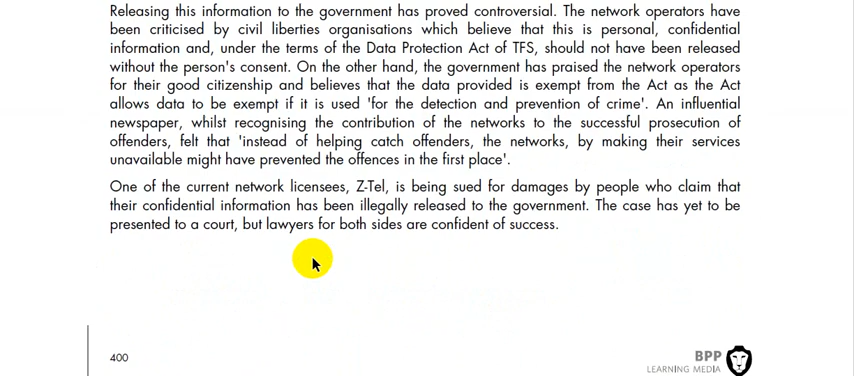 Releasing this information to the government has proved controversial. The network operators have
been criticised by civil liberties organisations which believe that this is personal, confidential
information and, under the terms of the Data Protection Act of TFS, should not have been released
without the person's consent. On the other hand, the government has praised the network operators
for their good citizenship and believes that the data provided is exempt from the Act as the Act
allows data to be exempt if it is used 'for the detection and prevention of crime'. An influential
newspaper, whilst recognising the contribution of the networks to the successful prosecution of
offenders, felt that 'instead of helping catch offenders, the networks, by making their services
unavailable might have prevented the offences in the first place'.
One of the current network licensees, Z-Tel, is being sued for damages by people who claim that
their confidential information has been illegally released to the government. The case has yet to be
presented to a court, but lawyers for both sides are confident of success.
400
BPP
LEARNING MEDIA